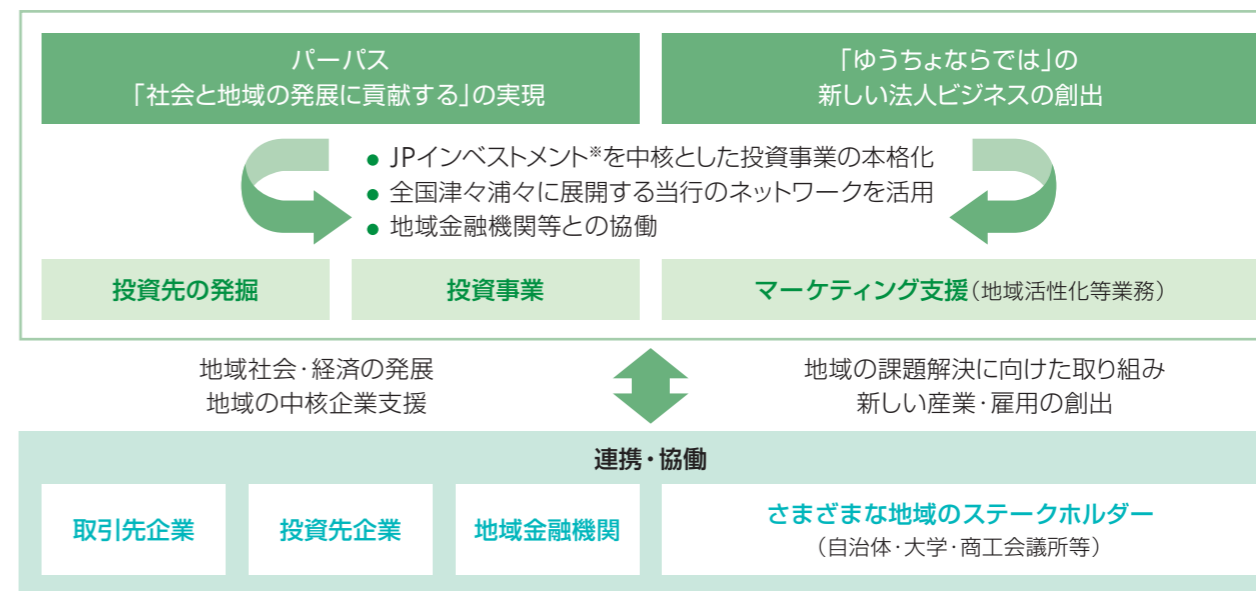 パーパス
「社会と地域の発展に貢献する」の実現
「ゆうちょならでは」の
新しい法人ビジネスの創出
● JPインベストメント※を中核とした投資事業の本格化
● 全国津々浦々に展開する当行のネットワークを活用
● 地域金融機関等との協働
投資先の発掘
投資事業
マーケティング支援(地域活性化等業務)
地域社会・経済の発展
地域の中核企業支援
地域の課題解決に向けた取り組み
新しい産業・雇用の創出
連携・協働
取引先企業
投資先企業
地域金融機関
さまざまな地域のステークホルダー
(自治体・大学・商工会議所等)